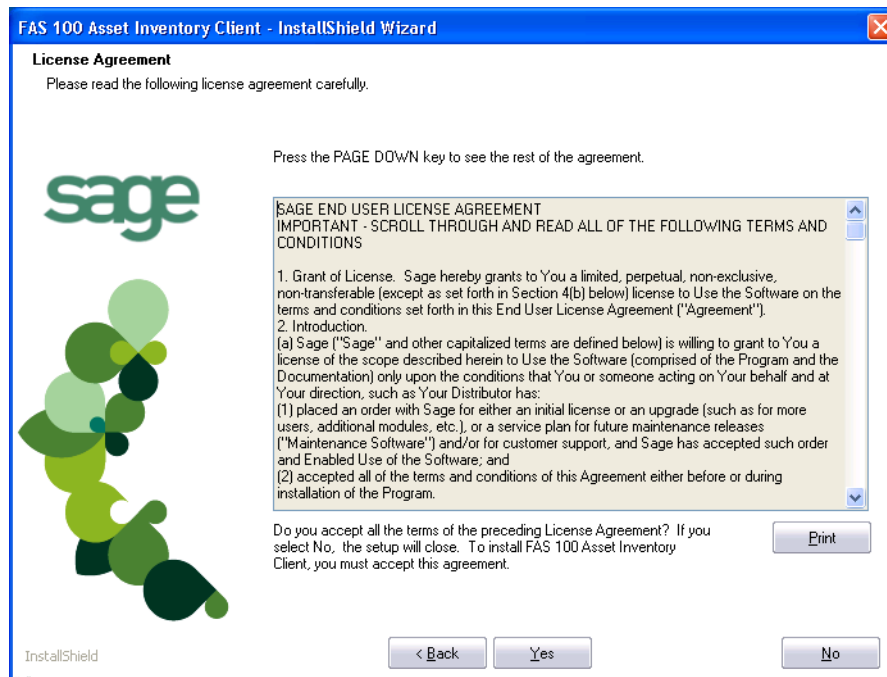 FAS 100 Asset Inventory Client - InstallShield Wizard
License Agreement
Please read the following license agreement carefully.
Press the PAGE DOWN key to see the rest of the agreement.
sage
SAGE END USER LICENSE AGREEMENT
IMPORTANT - SCROLL THROUGH AND READ ALL OF THE FOLLOWING TERMS AND
CONDITIONS
1. Grant of License.  Sage hereby grants to You a limited, perpetual, non-exclusive,
non-transferable (except as set forth in Section 4(b) below) license to Use the Software on the
terms and conditions set forth in this End User License Agreement ("Agreement").
2. Introduction.
(a) Sage ("Sage" and other capitalized terms are defined below) is willing to grant to You a
license of the scope described herein to Use the Software (comprised of the Program and the
Documentation) only upon the conditions that You or someone acting on Your behalf and at
Your direction, such as Your Distributor has:
(1) placed an order with Sage for either an initial license or an upgrade (such as for more
users, additional modules, etc.), or a service plan for future maintenance releases
("Maintenance Software") and/or for customer support, and Sage has accepted such order
and Enabled Use of the Software; and
(2) accepted all of the terms and conditions of this Agreement either before or during
installation of the Program.
Do you accept all the terms of the preceding License Agreement?  If you
select No,  the setup will close.  To install FAS 100 Asset Inventory
Client, you must accept this agreement.
Print
InstallShield
< Back
Yes
No